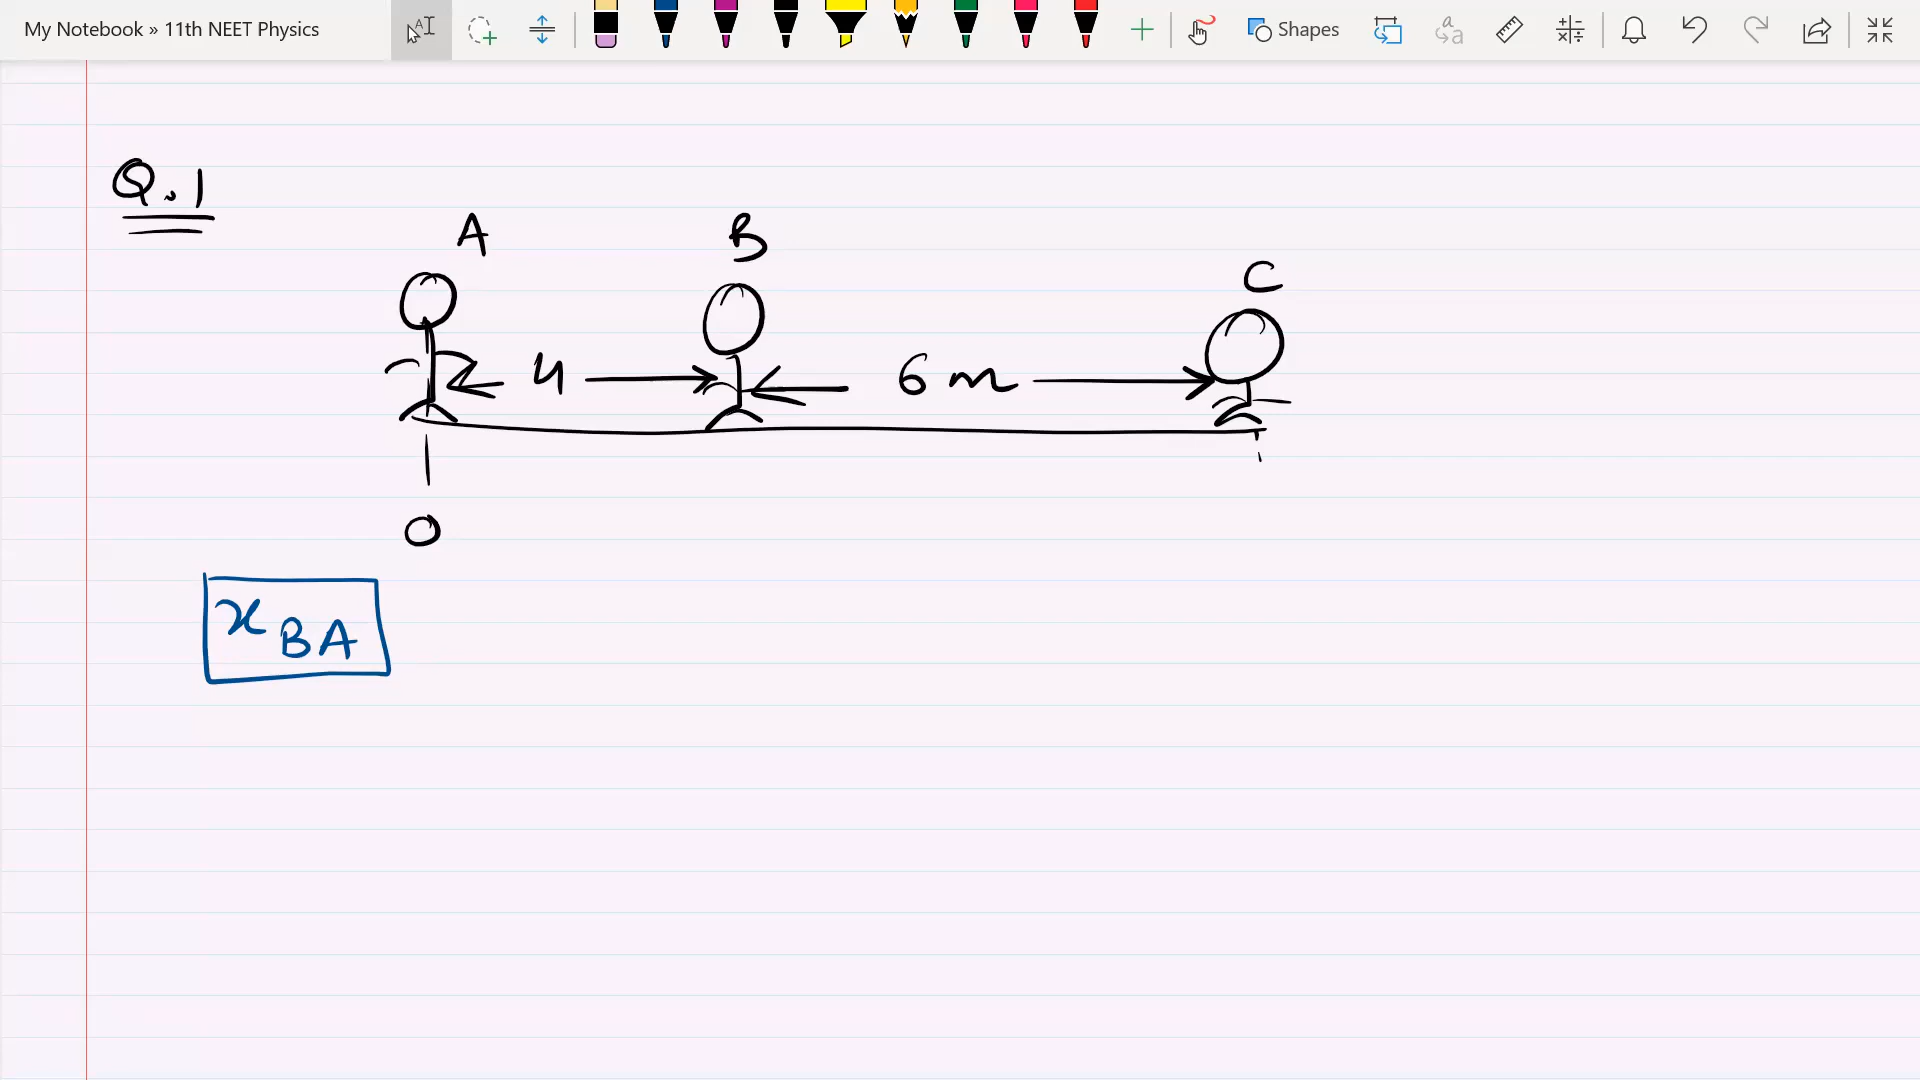 My Notebook » 11th NEET Physics
Shapes
Q.1
A B C
4 6 m
O
x BA